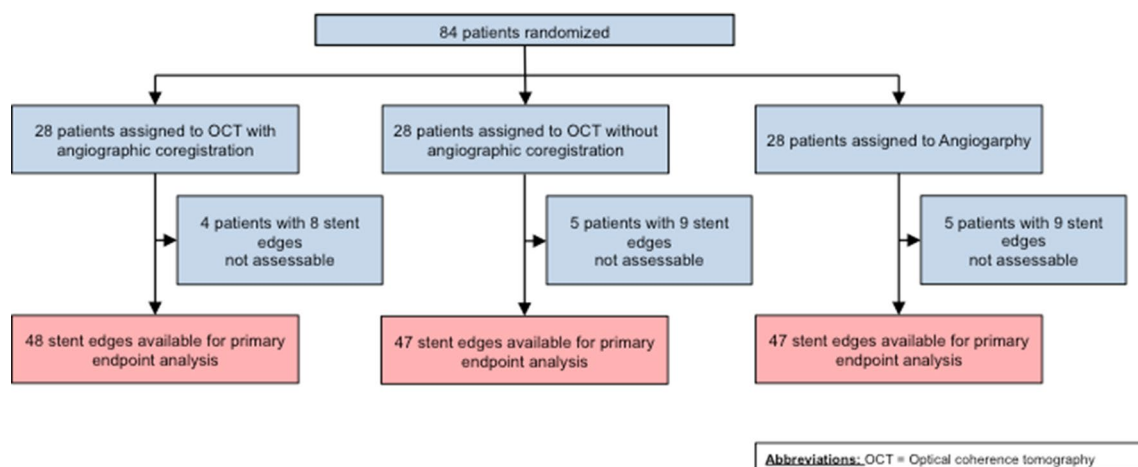 84 patients randomized
28 patients assigned to OCT with
angiographic coregistration
28 patients assigned to OCT without
angiographic coregistration
28 patients assigned to Angiogarphy
4 patients with 8 stent
edges
not assessable
5 patients with 9 stent
edges
not assessable
5 patients with 9 stent
edges
not assessable
48 stent edges available for primary
endpoint analysis
47 stent edges available for primary
endpoint analysis
47 stent edges available for primary
endpoint analysis
Abbreviations: OCT = Optical coherence tomography